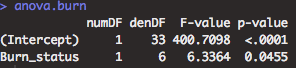 > anova.burn
numDF denDF F-value p-value
(Intercept) 1 33 400.7098 <.0001
Burn_status 1 6 6.3364 0.0455